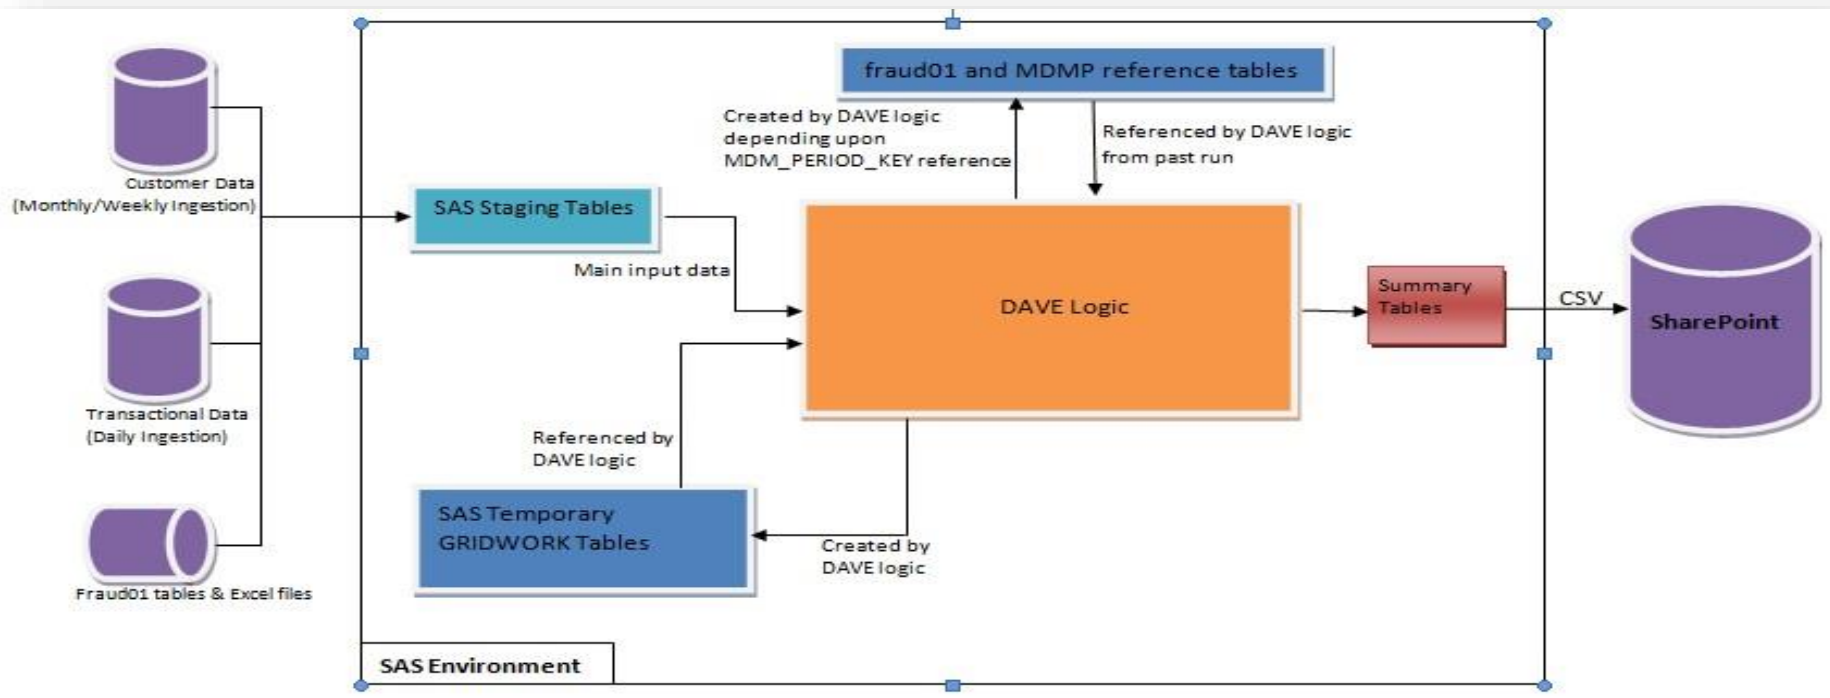 fraud01 and MDMP reference tables
Created by DAVE logic
depending upon
MDM_PERIOD_KEY reference
Referenced by DAVE logic
from past run
Customer Data
(Monthly/Weekly Ingestion)
SAS Staging Tables
Main input data
DAVE Logic
Summary
Tables
CSV
SharePoint
Transactional Data
(Daily Ingestion)
Referenced by
DAVE logic
SAS Temporary
GRIDWORK Tables
Created by
DAVE logic
Fraud01 tables & Excel files
SAS Environment